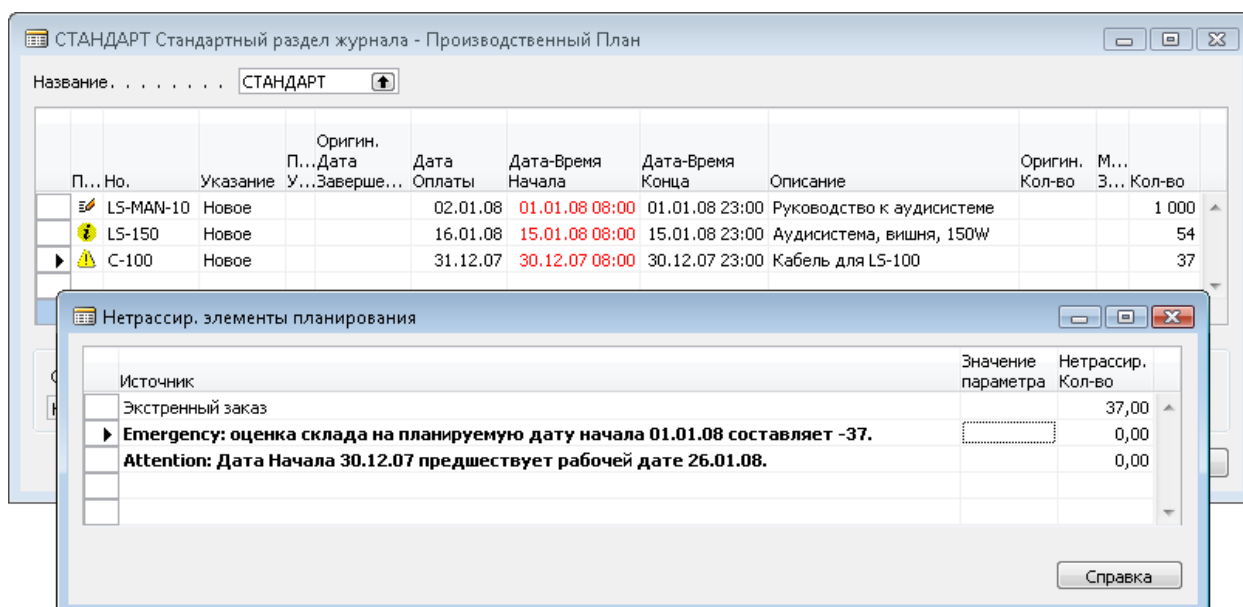 СТАНДАРТ Стандартный раздел журнала - Производственный План
Название. . . . . . . . СТАНДАРТ
П... Но. Указание П... У... Оригин. Дата Заверше... Дата Оплаты Дата-Время Начала Дата-Время Конца Описание Оригин. Кол-во М... З... Кол-во
LS-MAN-10 Новое 02.01.08 01.01.08 08:00 01.01.08 23:00 Руководство к аудисистеме 1 000
LS-150 Новое 16.01.08 15.01.08 08:00 15.01.08 23:00 Аудисистема, вишня, 150W 54
C-100 Новое 31.12.07 30.12.07 08:00 30.12.07 23:00 Кабель для LS-100 37
Нетрассир. элементы планирования
Источник Значение параметра Нетрассир. Кол-во
Экстренный заказ 37,00
Emergency: оценка склада на планируемую дату начала 01.01.08 составляет -37. 0,00
Attention: Дата Начала 30.12.07 предшествует рабочей дате 26.01.08. 0,00
Справка